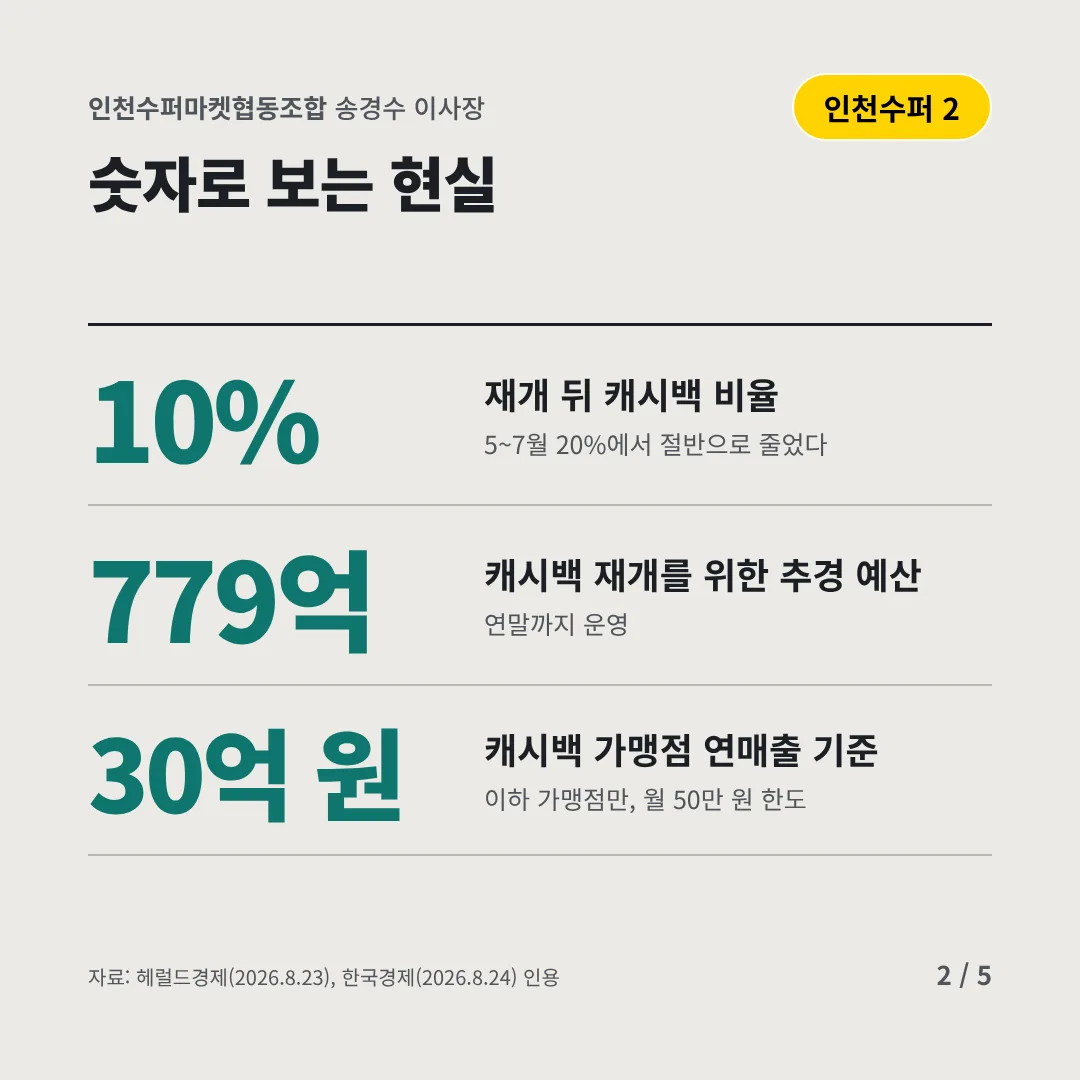 인천수퍼마켓협동조합 송경수 이사장
인천수퍼 2
숫자로 보는 현실
10%
재개 뒤 캐시백 비율
5~7월 20%에서 절반으로 줄었다
779억
캐시백 재개를 위한 추경 예산
연말까지 운영
30억 원
캐시백 가맹점 연매출 기준
이하 가맹점만, 월 50만 원 한도
자료: 헤럴드경제(2026.8.23), 한국경제(2026.8.24) 인용
2 / 5